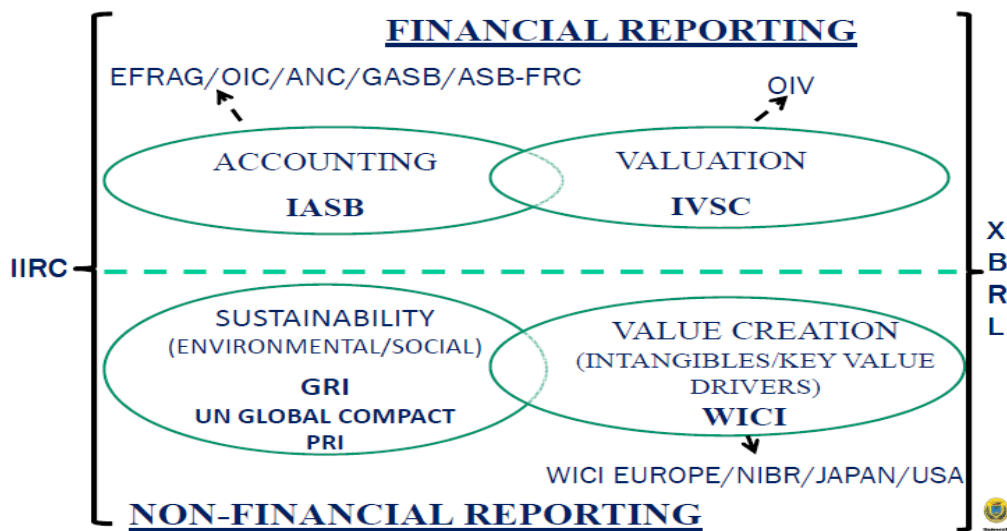 FINANCIAL REPORTING
EFRAG/OIC/ANC/GASB/ASB-FRC
OIV
ACCOUNTING
IASB
VALUATION
IVSC
IIRC
X
B
R
L
SUSTAINABILITY
(ENVIRONMENTAL/SOCIAL)
GRI
UN GLOBAL COMPACT
PRI
VALUE CREATION
(INTANGIBLES/KEY VALUE
DRIVERS)
WICI
WICI EUROPE/NIBR/JAPAN/USA
NON-FINANCIAL REPORTING